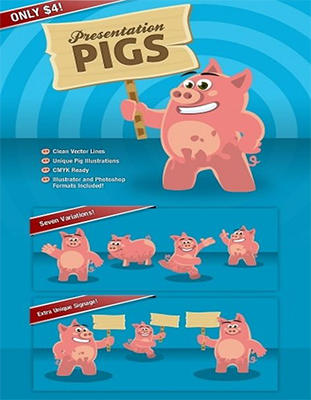 ONLY $4!
Presentation
PIGS
Clean Vector Lines
Unique Pig Illustrations
CMYK Ready
Illustrator and Photoshop
Formats Included!
Seven Variations!
Extra Unique Signage!